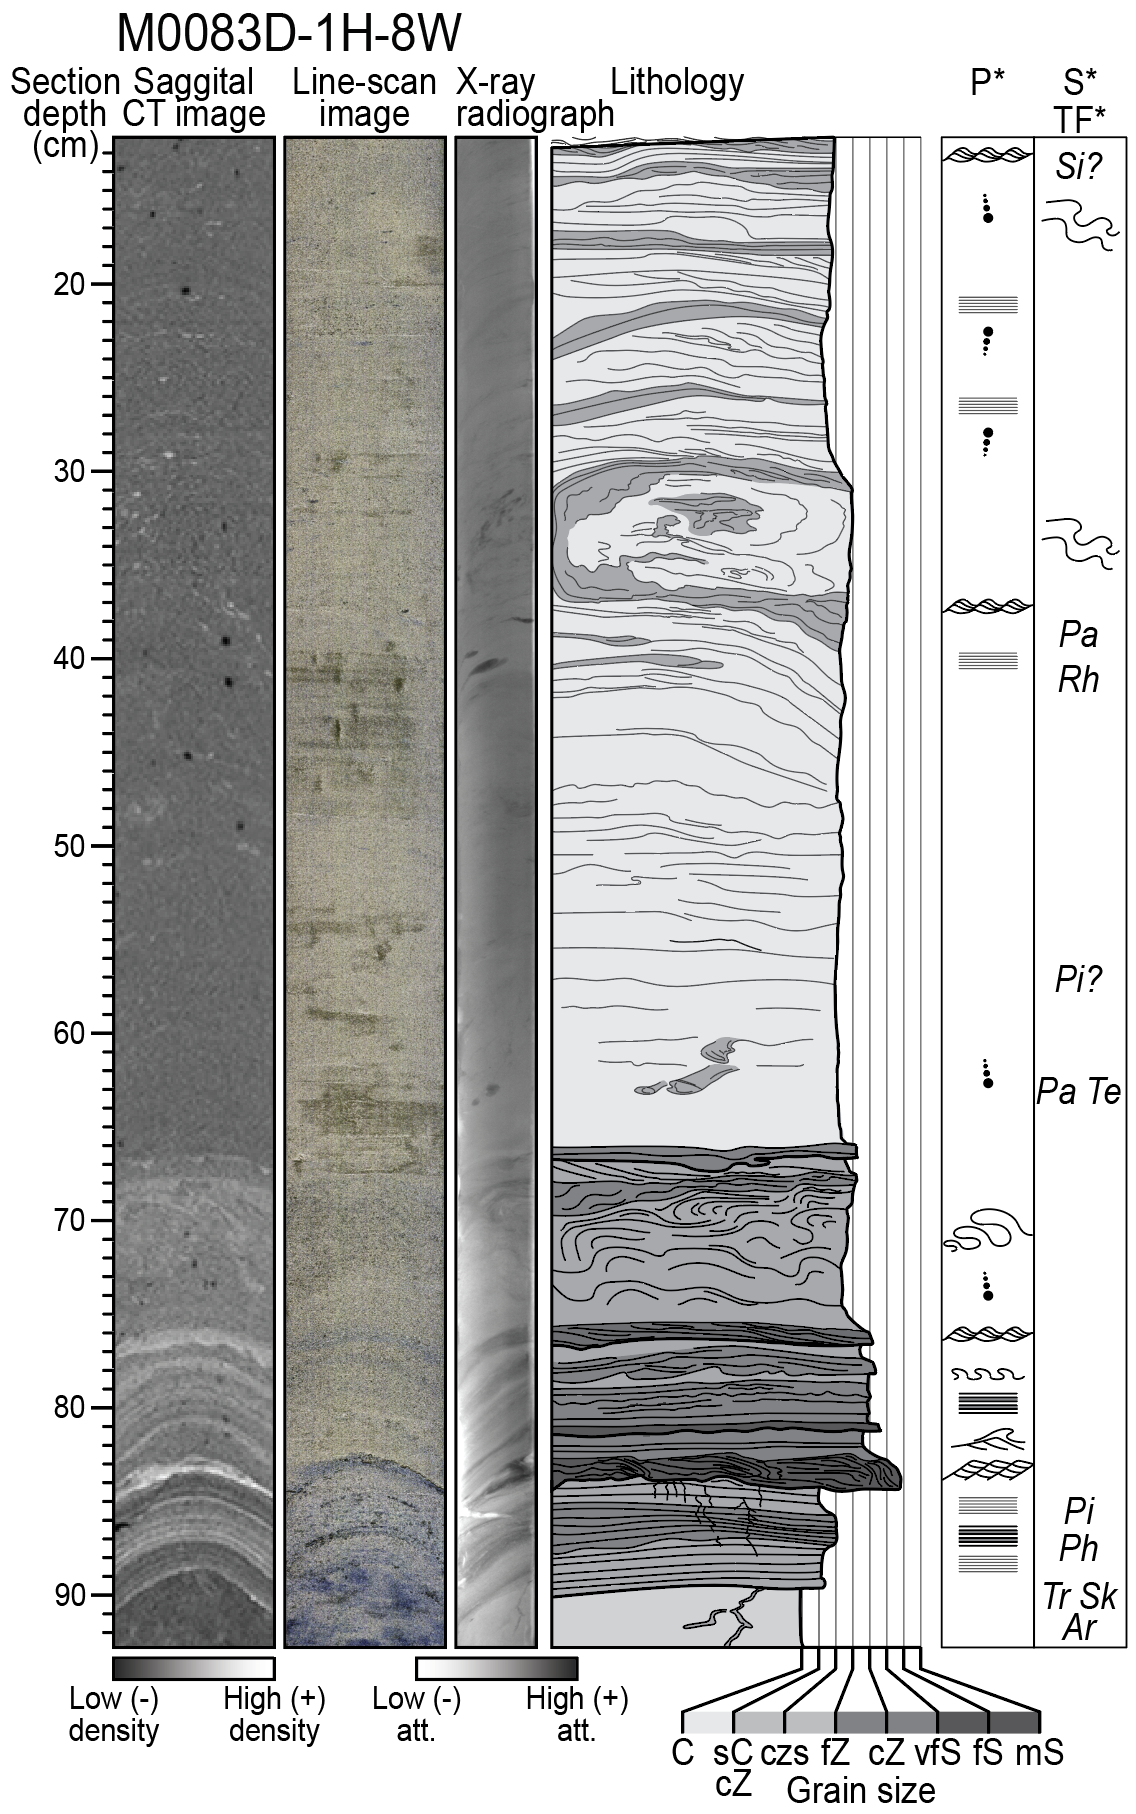 M0083D-1H-8W
Section depth (cm)
Saggital CT image
Line-scan image
X-ray radiograph
Lithology
P*
S*
TF*
Si?
20
30
Pa
40
Rh
50
Pi?
60
Pa Te
70
80
Pi
Ph
90
Tr Sk
Ar
Low (-) density
High (+) density
Low (-) att.
High (+) att.
C sC czs fZ cZ vfS fS mS
cZ
Grain size